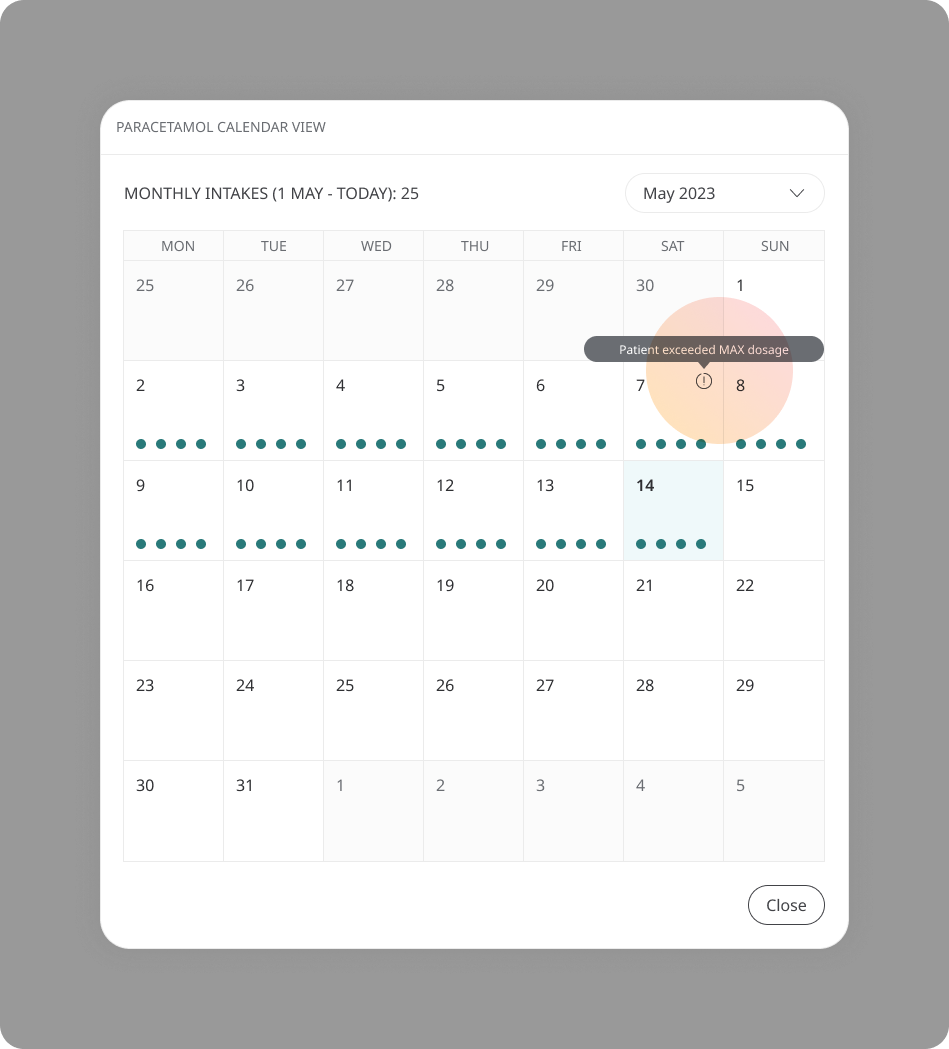 PARACETAMOL CALENDAR VIEW
MONTHLY INTAKES (1 MAY - TODAY): 25
May 2023
MON TUE WED THU FRI SAT SUN
25 26 27 28 29 30 1
Patient exceeded MAX dosage
2 3 4 5 6 7 8
9 10 11 12 13 14 15
16 17 18 19 20 21 22
23 24 25 26 27 28 29
30 31 1 2 3 4 5
Close